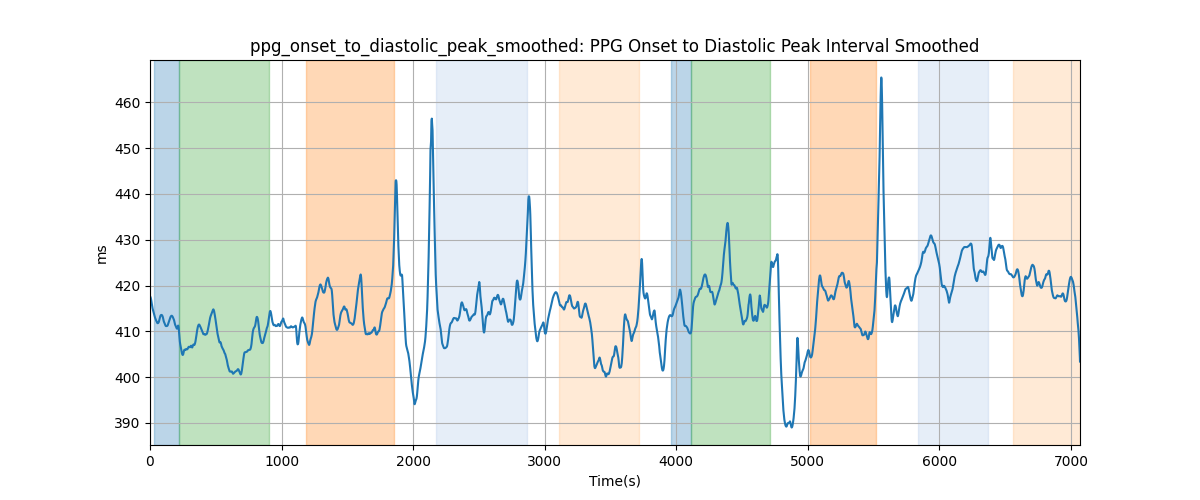 ppg_onset_to_diastolic_peak_smoothed: PPG Onset to Diastolic Peak Interval Smoothed
460
450
440
430
420
410
400
390
ms
0 1000 2000 3000 4000 5000 6000 7000
Time(s)